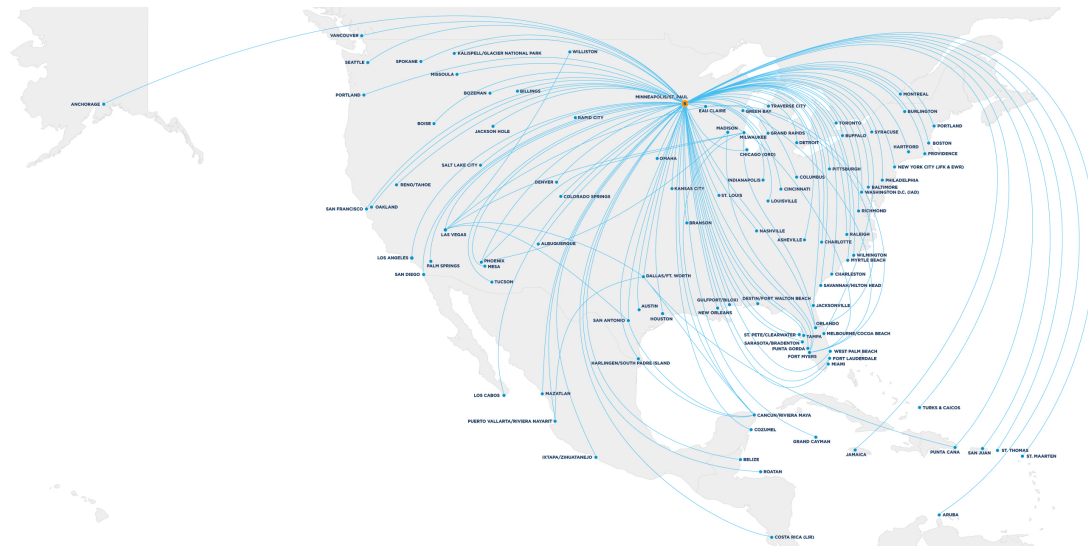 VANCOUVER
KALISPELL/GLACIER NATIONAL PARK
WILLISTON
SEATTLE
SPOKANE
MISSOULA
PORTLAND
BOZEMAN
BILLINGS
MINNEAPOLIS/ST. PAUL
MONTREAL
ANCHORAGE
EAU CLAIRE
GREEN BAY
TRAVERSE CITY
BURLINGTON
BOISE
JACKSON HOLE
RAPID CITY
MADISON
MILWAUKEE
GRAND RAPIDS
TORONTO
BUFFALO
SYRACUSE
PORTLAND
DETROIT
HARTFORD
BOSTON
PROVIDENCE
SALT LAKE CITY
OMAHA
CHICAGO (ORD)
PITTSBURGH
NEW YORK CITY (JFK & EWR)
RENO/TAHOE
DENVER
COLORADO SPRINGS
KANSAS CITY
ST. LOUIS
INDIANAPOLIS
COLUMBUS
CINCINNATI
LOUISVILLE
PHILADELPHIA
BALTIMORE
WASHINGTON D.C. (IAD)
SAN FRANCISCO
OAKLAND
RICHMOND
LAS VEGAS
BRANSON
NASHVILLE
ASHEVILLE
CHARLOTTE
RALEIGH
ALBUQUERQUE
LOS ANGELES
PALM SPRINGS
PHOENIX
MESA
WILMINGTON
MYRTLE BEACH
SAN DIEGO
TUCSON
DALLAS/FT. WORTH
CHARLESTON
SAVANNAH/HILTON HEAD
AUSTIN
HOUSTON
GULFPORT/BILOXI
NEW ORLEANS
DESTIN/FORT WALTON BEACH
JACKSONVILLE
SAN ANTONIO
ORLANDO
ST. PETE/CLEARWATER
TAMPA
MELBOURNE/COCOA BEACH
SARASOTA/BRADENTON
PUNTA GORDA
FORT MYERS
WEST PALM BEACH
FORT LAUDERDALE
MIAMI
HARLINGEN/SOUTH PADRE ISLAND
LOS CABOS
MAZATLAN
TURKS & CAICOS
PUERTO VALLARTA/RIVIERA NAYARIT
CANCUN/RIVIERA MAYA
COZUMEL
GRAND CAYMAN
JAMAICA
PUNTA CANA
SAN JUAN
ST. THOMAS
ST. MAARTEN
IXTAPA/ZIHUATANEJO
BELIZE
ROATAN
ARUBA
COSTA RICA (LIR)